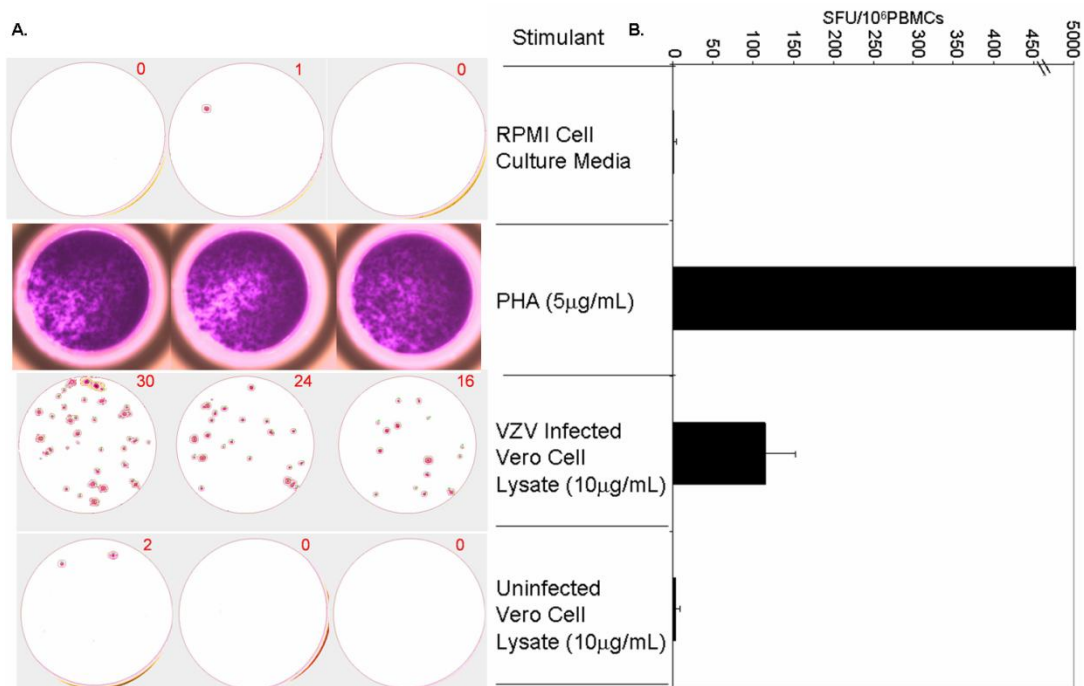 A.
0
1
0
30
24
16
2
0
0
Stimulant
RPMI Cell
Culture Media
PHA (5µg/mL)
VZV Infected
Vero Cell
Lysate (10µg/mL)
Uninfected
Vero Cell
Lysate (10µg/mL)
B.
SFU/10⁶PBMCs
0
50
100
150
200
250
300
350
400
450
5000